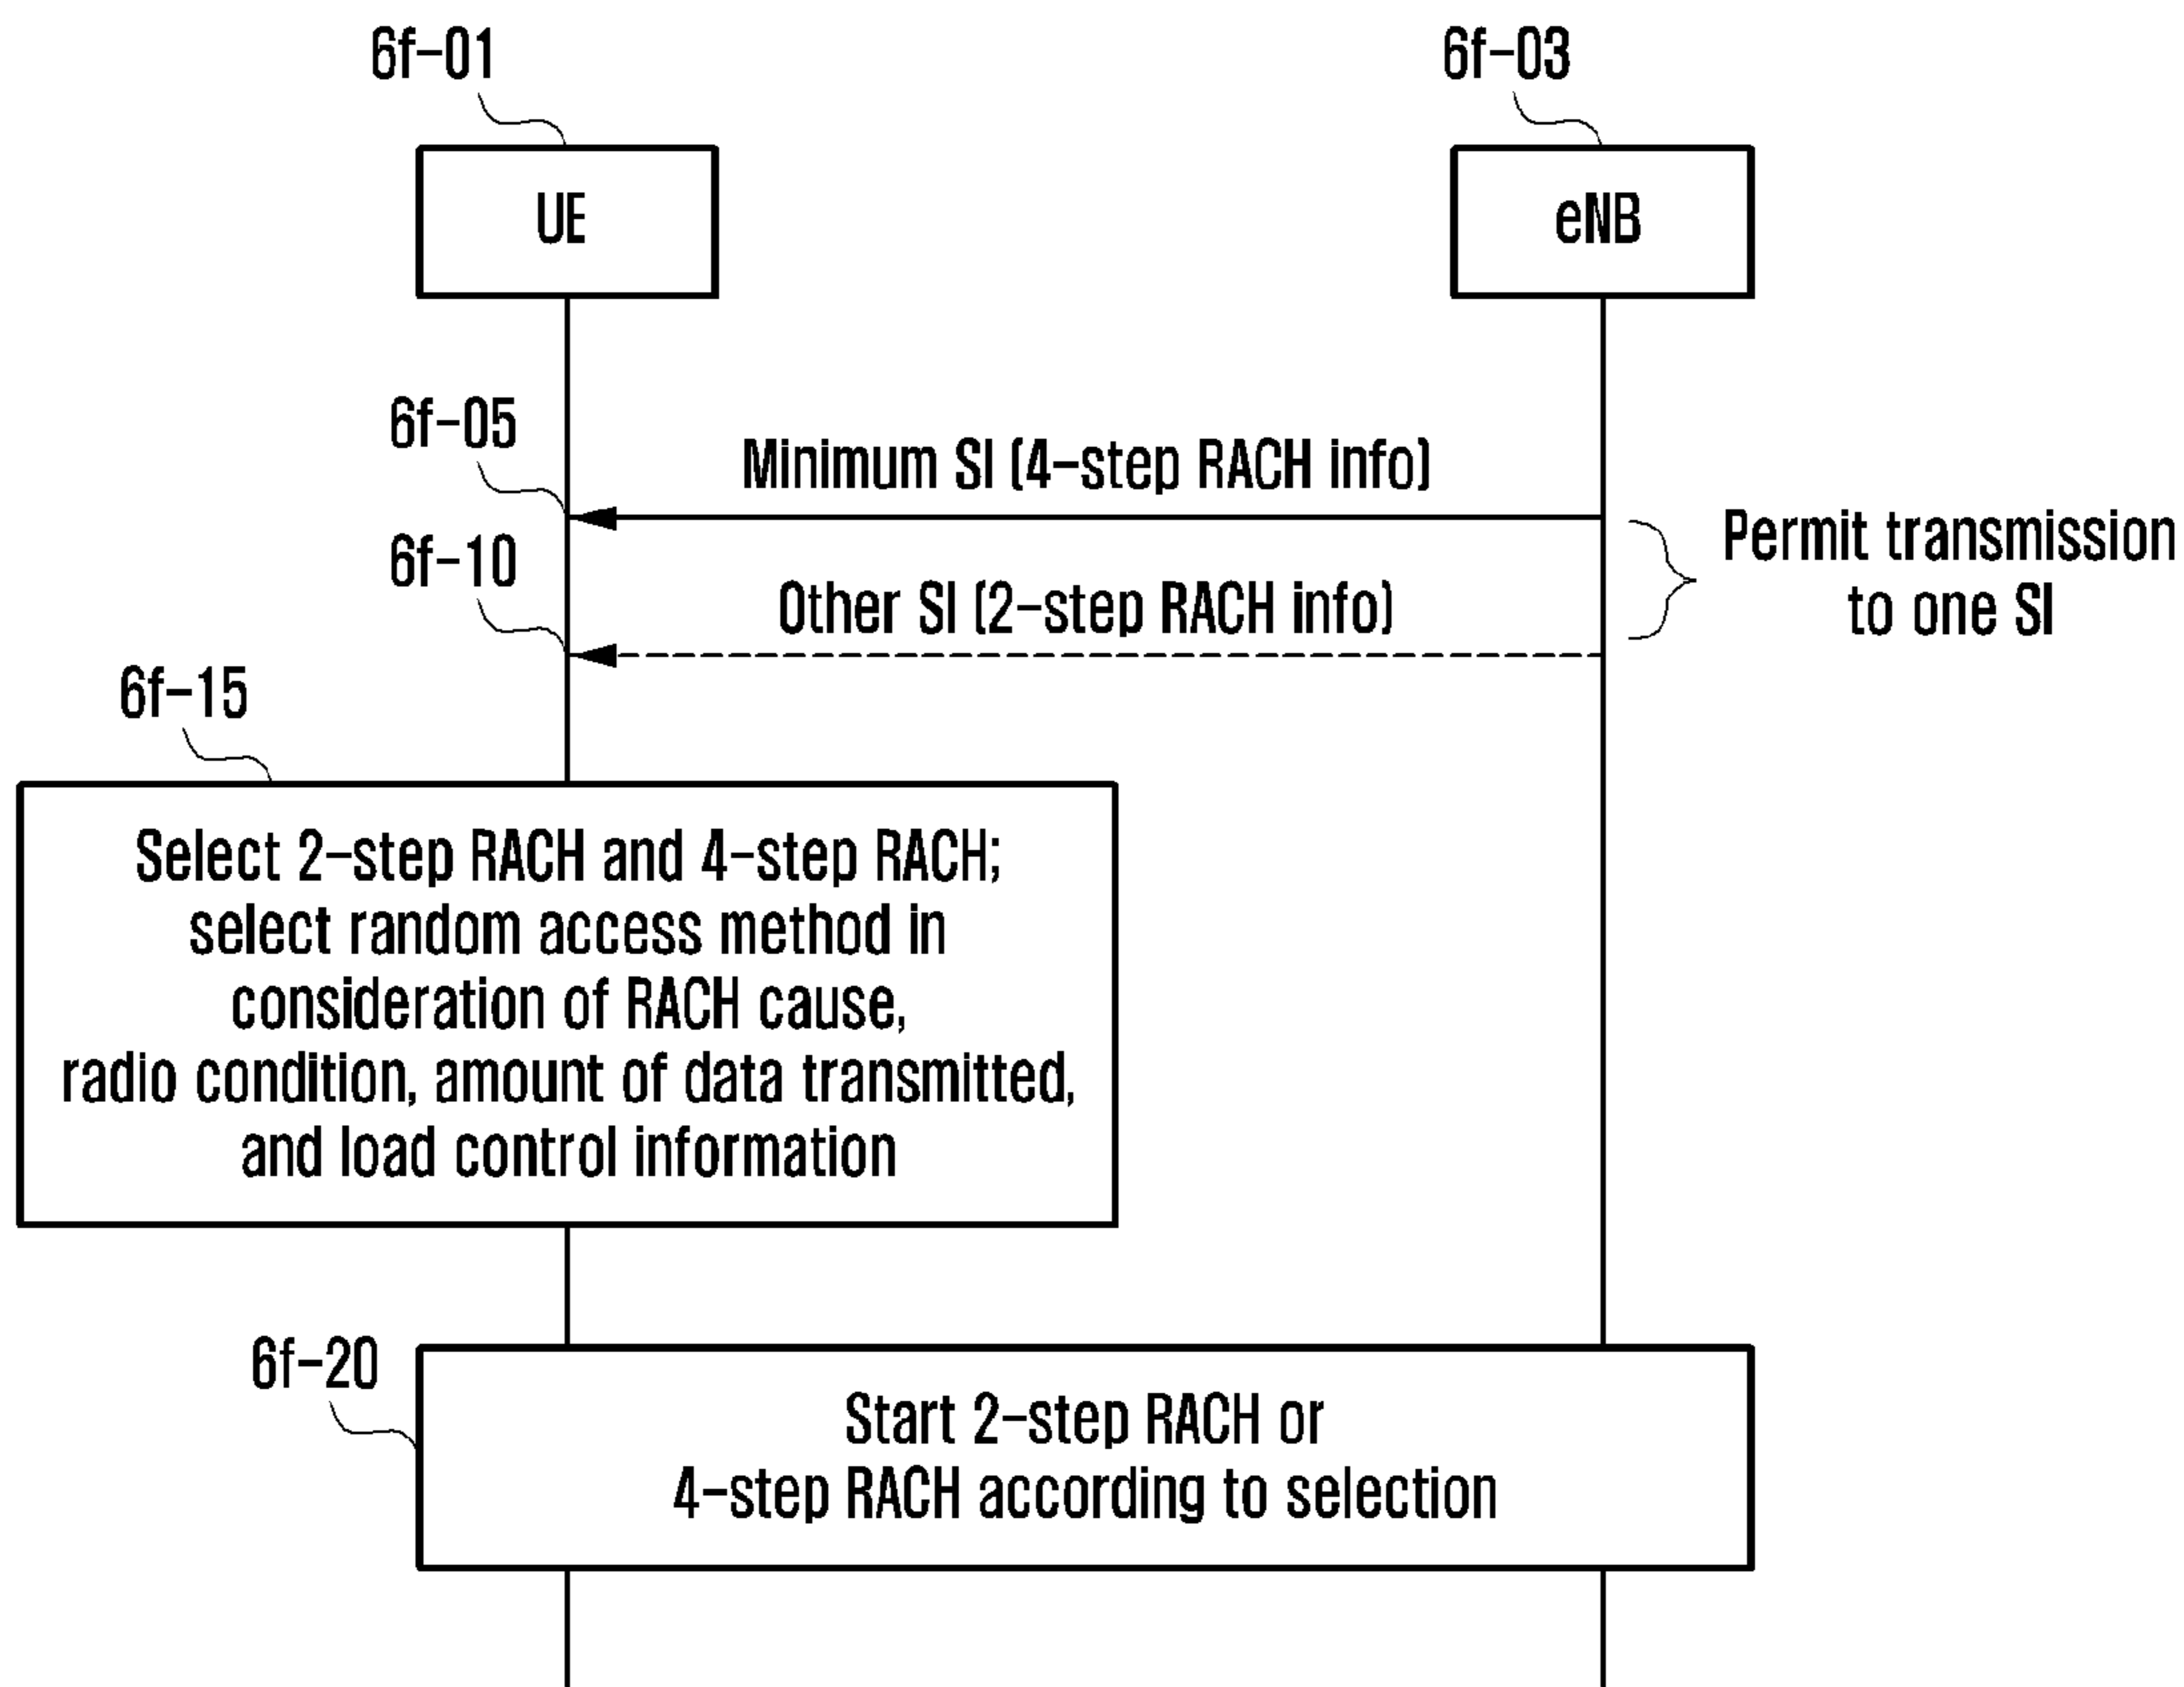 6f-01
6f-03
UE
eNB
6f-05
Minimum SI (4-step RACH info)
6f-10
Other SI (2-step RACH info)
Permit transmission
to one SI
6f-15
Select 2-step RACH and 4-step RACH;
select random access method in
consideration of RACH cause,
radio condition, amount of data transmitted,
and load control information
6f-20
Start 2-step RACH or
4-step RACH according to selection